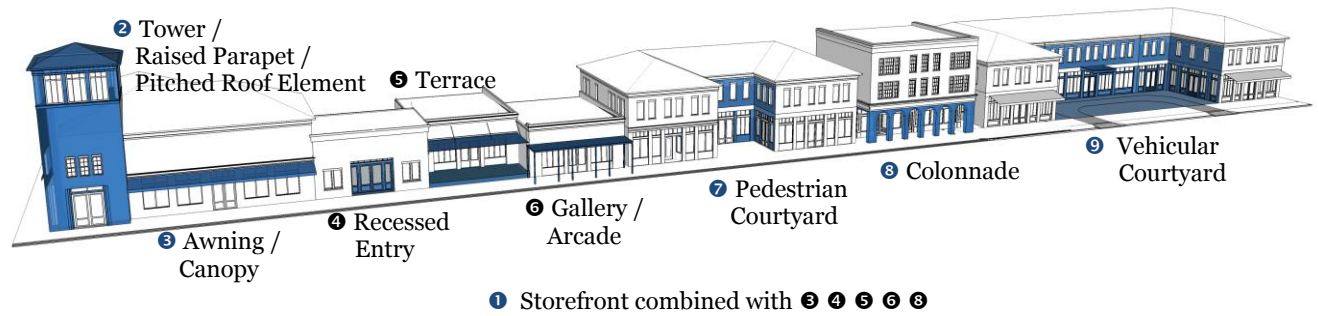 ❷ Tower /
Raised Parapet /
Pitched Roof Element
❺ Terrace
❸ Awning /
Canopy
❹ Recessed
Entry
❻ Gallery /
Arcade
❼ Pedestrian
Courtyard
❽ Colonnade
❾ Vehicular
Courtyard
❶ Storefront combined with ❸ ❹ ❺ ❻ ❽